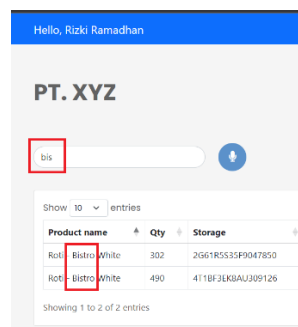 Hello, Rizki Ramadhan
PT. XYZ
bis
Show 10 entries
Product name Qty Storage
Roti - Bistro White 302 2G61R5S35F9047850
Roti - Bistro White 490 4T1BF3EK8AU309126
Showing 1 to 2 of 2 entries